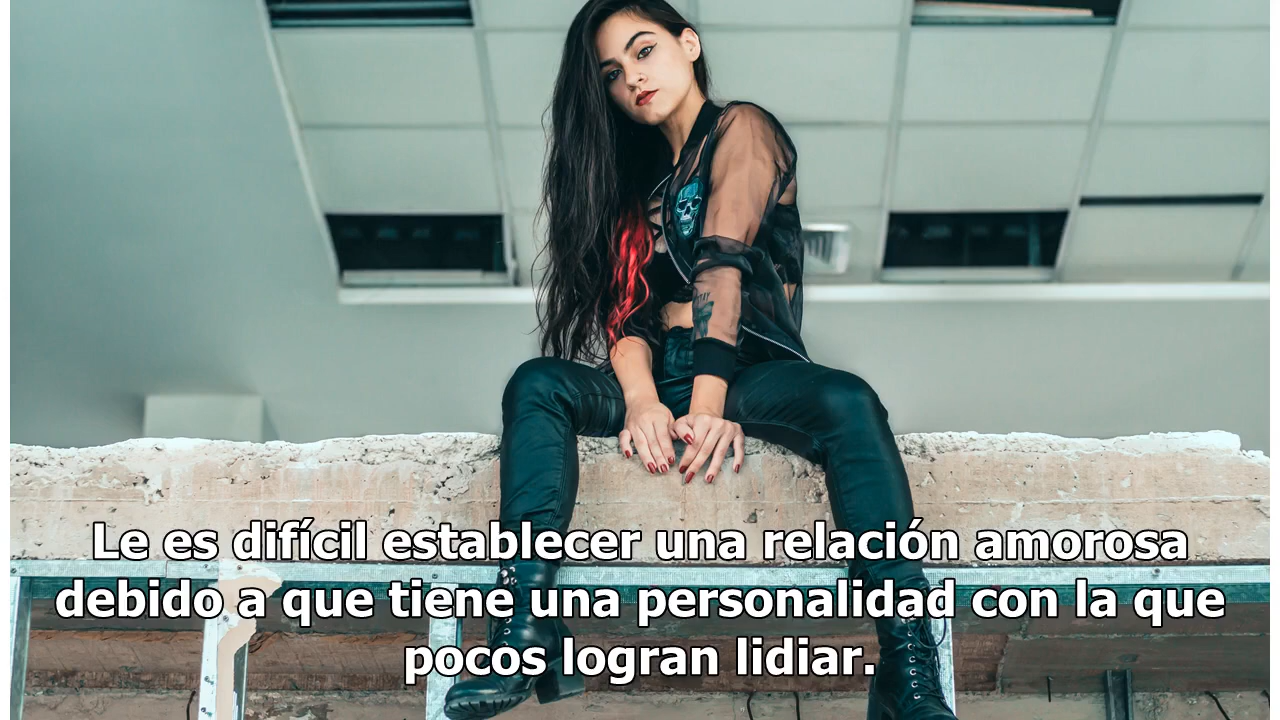 Le es difícil establecer una relación amorosa
debido a que tiene una personalidad con la que
pocos logran lidiar.